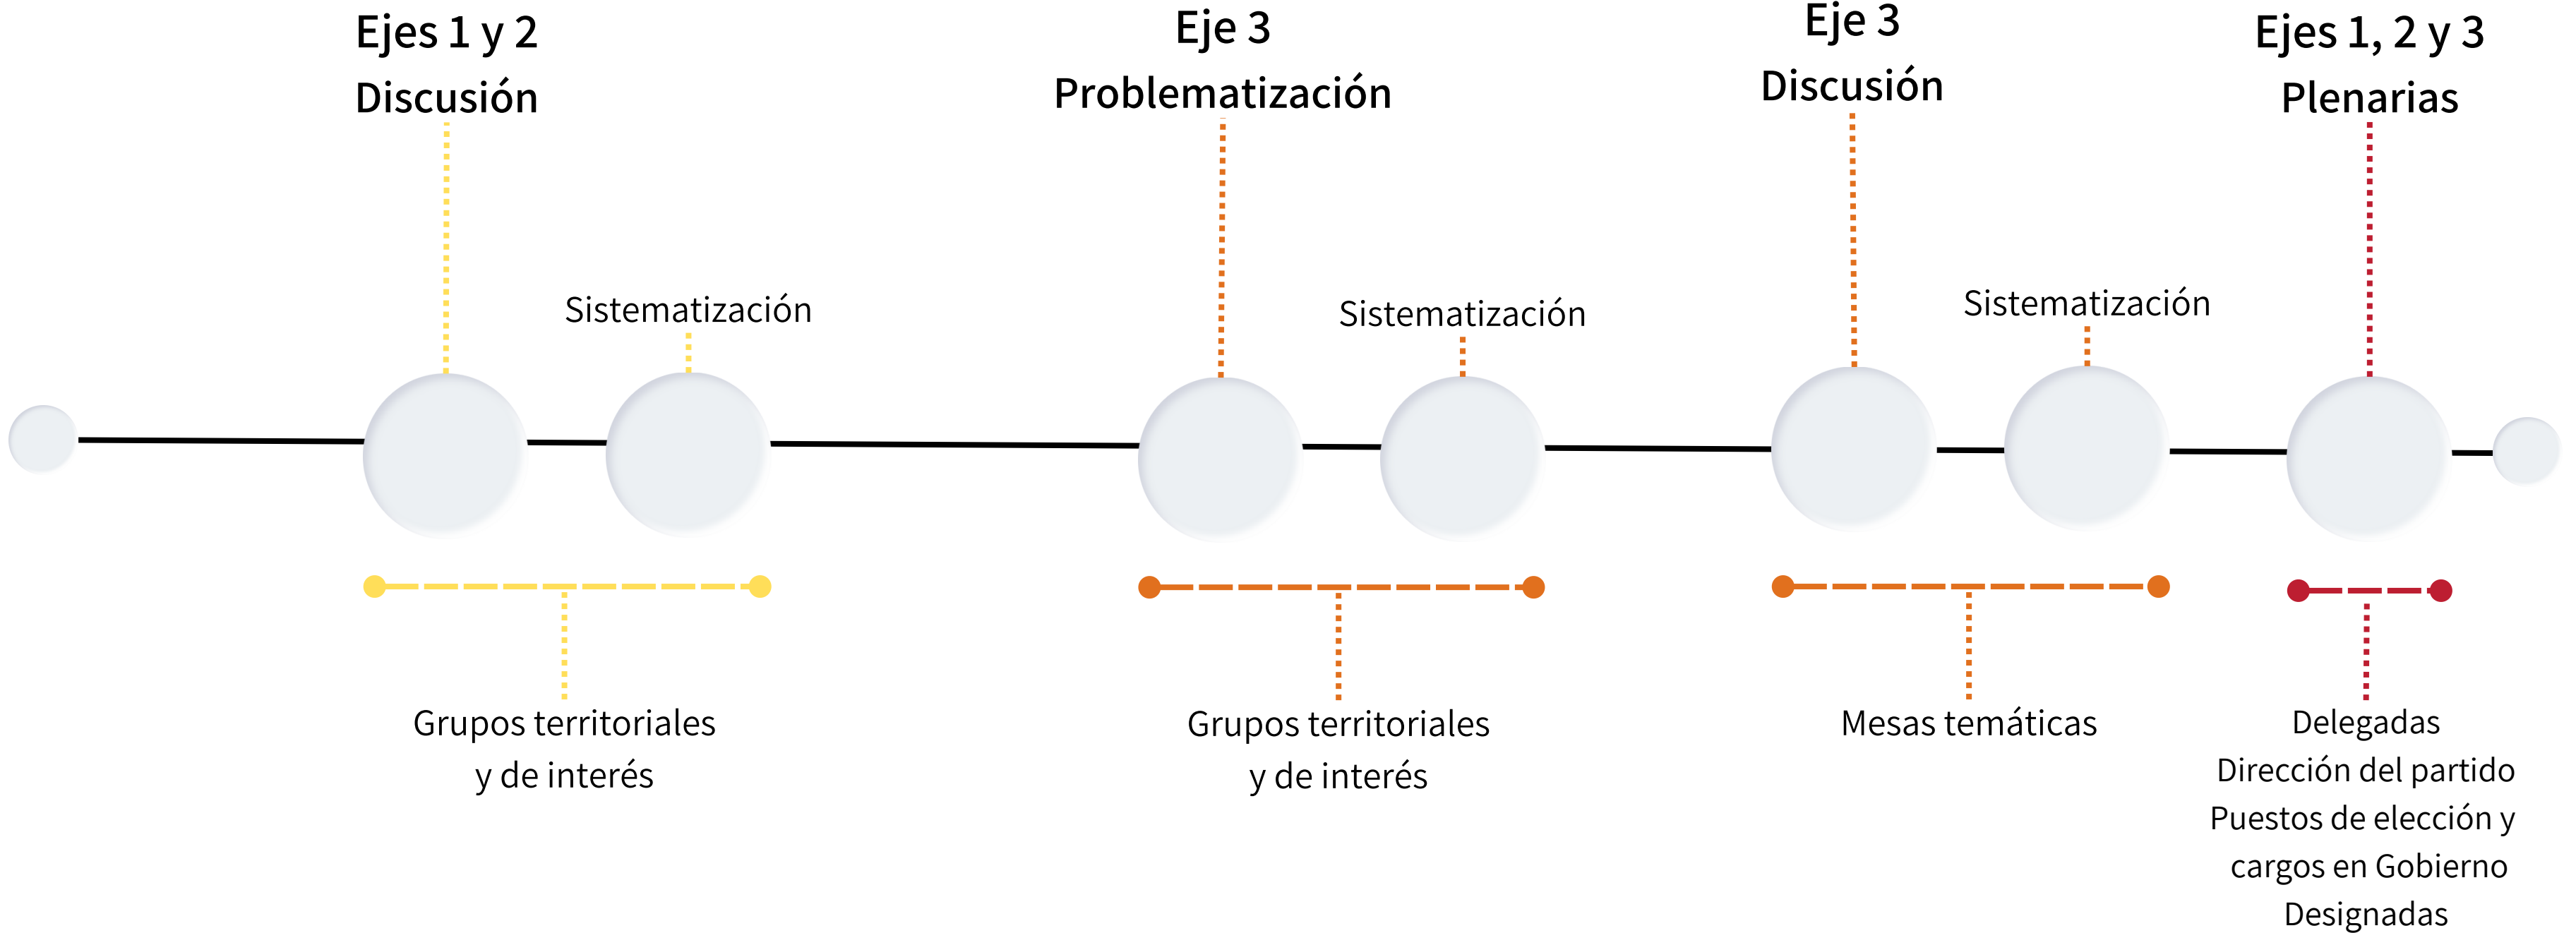 Ejes 1 y 2
Discusión
Eje 3
Problematización
Eje 3
Discusión
Ejes 1, 2 y 3
Plenarias
Sistematización
Sistematización
Sistematización
Grupos territoriales
y de interés
Grupos territoriales
y de interés
Mesas temáticas
Delegadas
Dirección del partido
Puestos de elección y
cargos en Gobierno
Designadas